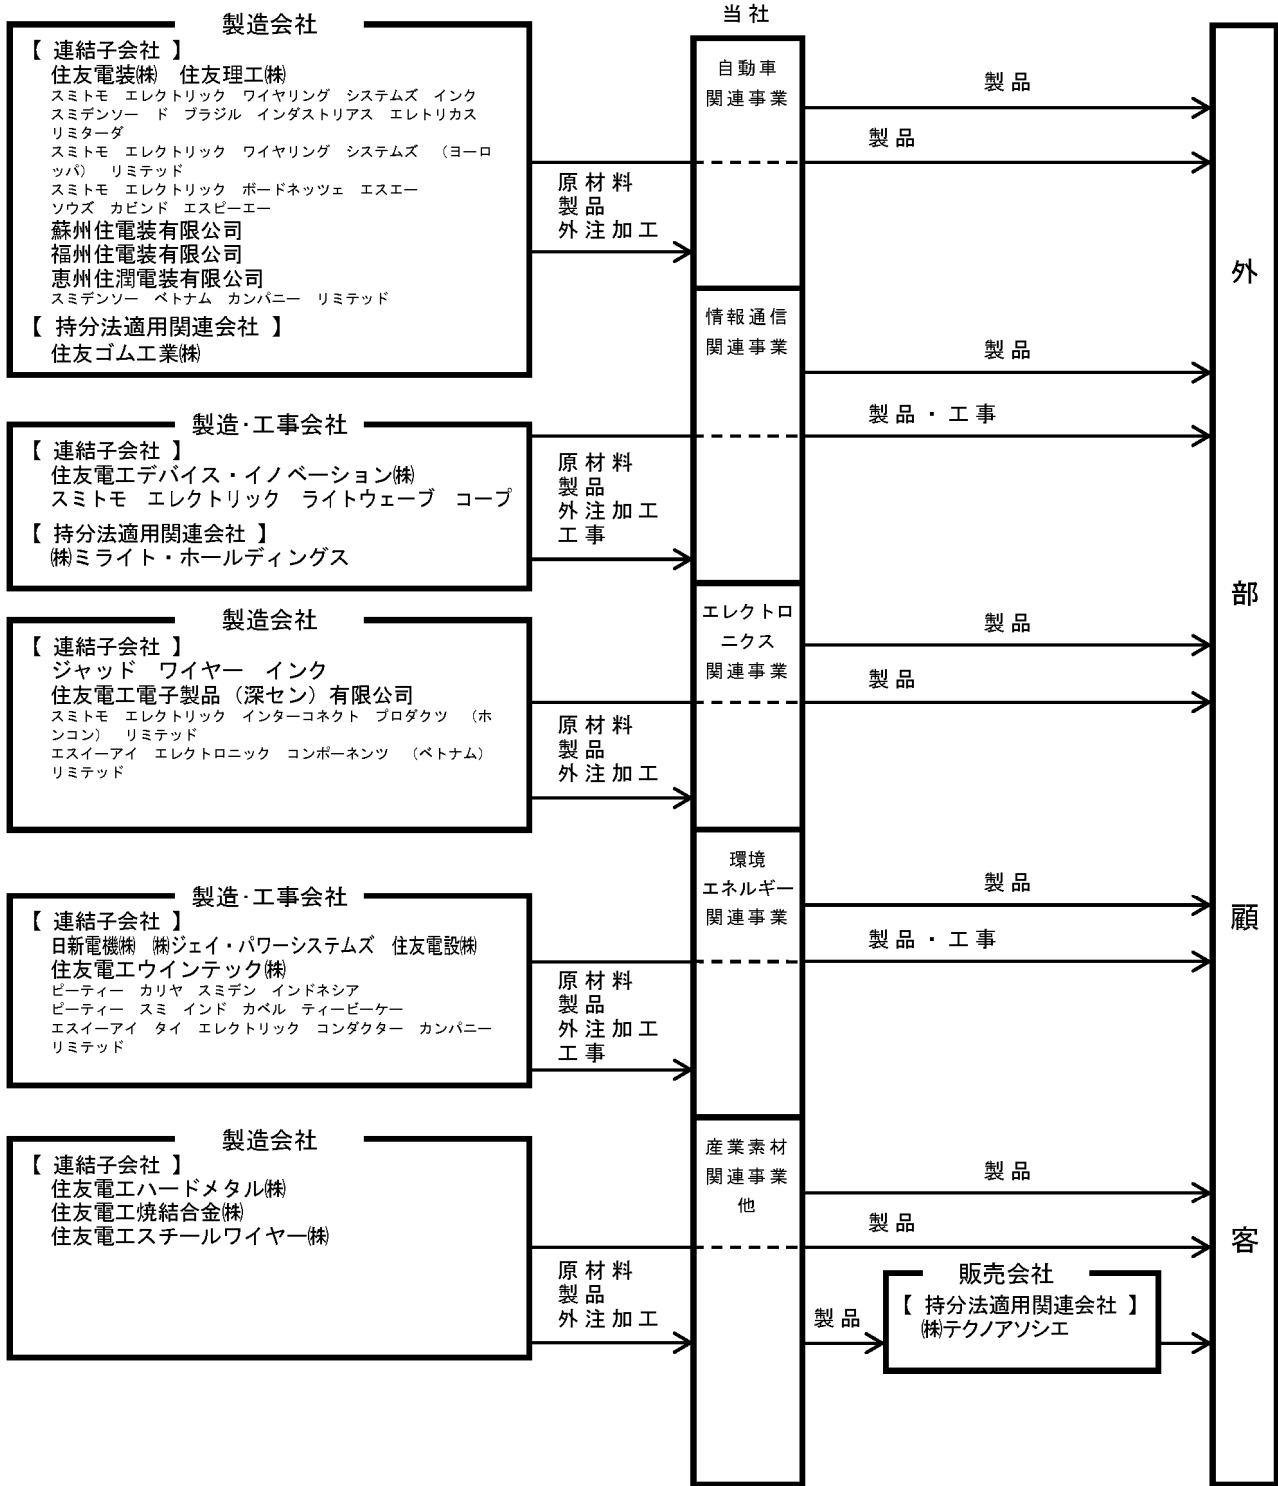 当社
製造会社
【 連結子会社 】
住友電装㈱　住友理工㈱
スミトモ　エレクトリック　ワイヤリング　システムズ　インク
スミデンソー　ド　ブラジル　インダストリアス　エレトリカス
リミターダ
スミトモ　エレクトリック　ワイヤリング　システムズ　（ヨーロ
ッパ）　リミテッド
スミトモ　エレクトリック　ボードネッツェ　エスエー
ソウズ　カビンド　エスピーエー
蘇州住電装有限公司
福州住電装有限公司
恵州住潤電装有限公司
スミデンソー　ベトナム　カンパニー　リミテッド
【 持分法適用関連会社 】
住友ゴム工業㈱
原材料
製品
外注加工
自動車
関連事業
製品
製品
製造･工事会社
【 連結子会社 】
住友電工デバイス・イノベーション㈱
スミトモ　エレクトリック　ライトウェーブ　コープ
【 持分法適用関連会社 】
㈱ミライト・ホールディングス
原材料
製品
外注加工
工事
情報通信
関連事業
製品
製品・工事
製造会社
【 連結子会社 】
ジャッド　ワイヤー　インク
住友電工電子製品（深セン）有限公司
スミトモ　エレクトリック　インターコネクト　プロダクツ　（ホ
ンコン）　リミテッド
エスイーアイ　エレクトロニック　コンポーネンツ　（ベトナム）
リミテッド
原材料
製品
外注加工
エレクトロ
ニクス
関連事業
製品
製品
製造･工事会社
【 連結子会社 】
日新電機㈱　㈱ジェイ・パワーシステムズ　住友電設㈱
住友電工ウインテック㈱
ピーティー　カリヤ　スミデン　インドネシア
ピーティー　スミ　インド　カベル　ティービーケー
エスイーアイ　タイ　エレクトリック　コンダクター　カンパニー
リミテッド
原材料
製品
外注加工
工事
環境
エネルギー
関連事業
製品
製品・工事
製造会社
【 連結子会社 】
住友電工ハードメタル㈱
住友電工焼結合金㈱
住友電工スチールワイヤー㈱
原材料
製品
外注加工
産業素材
関連事業
他
製品
製品
製品
販売会社
【 持分法適用関連会社 】
㈱テクノアソシエ
外部顧客